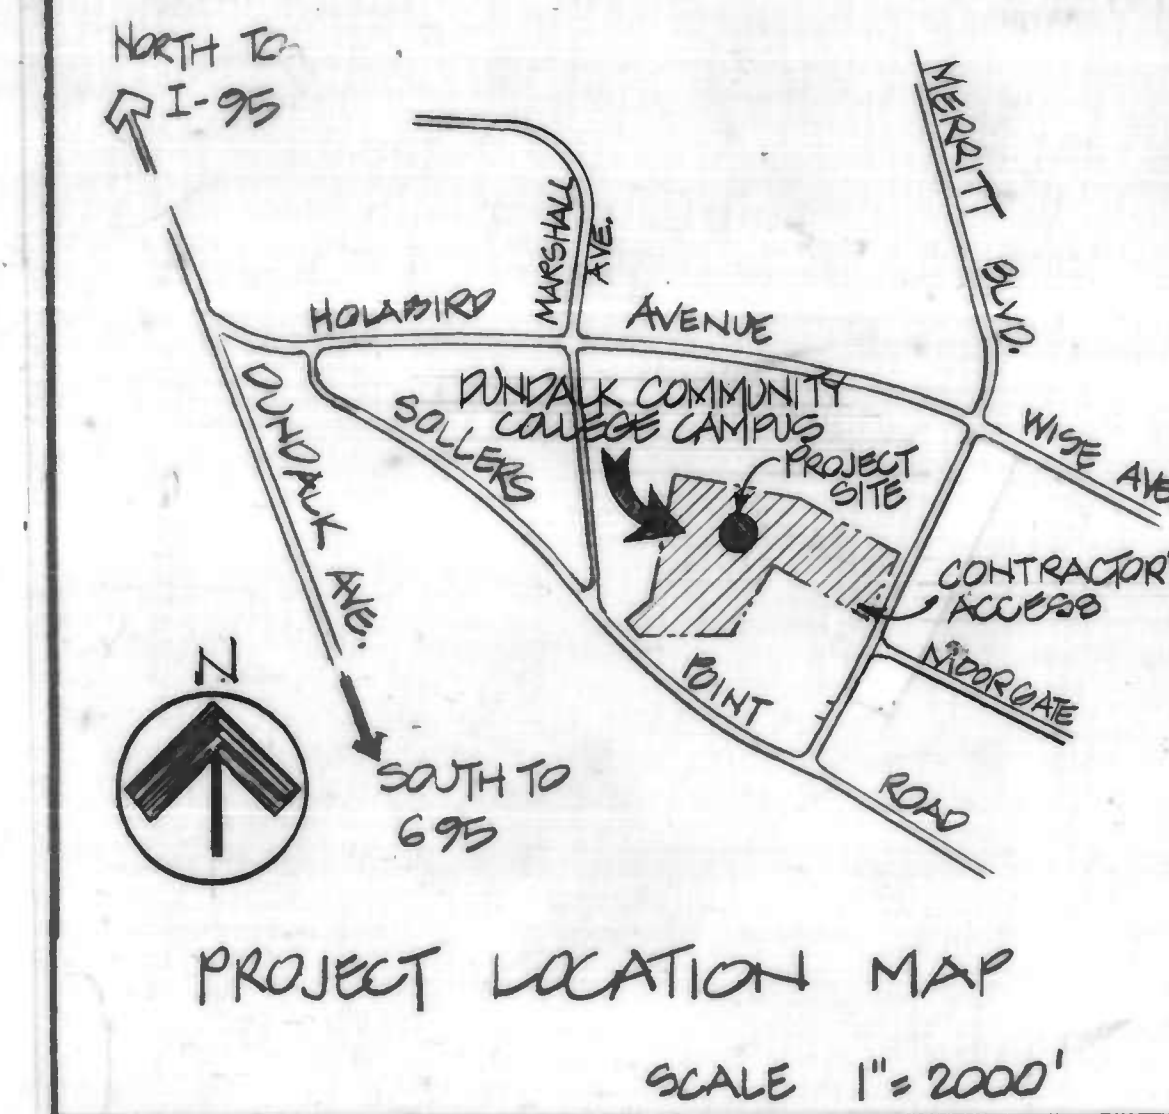 NORTH TO
I-95
MERRITT
BLVD.
MARSHALL
AVE.
HOLABIRD
AVENUE
DUNDALK COMMUNITY
COLLEGE CAMPUS
SOLLERS
DUNDALK
AVE.
WISE AVE
PROJECT
SITE
CONTRACTOR'
ACCESS
POINT
MOORGATE
ROAD
N
SOUTH TO
695
PROJECT LOCATION MAP
SCALE 1"=2000'